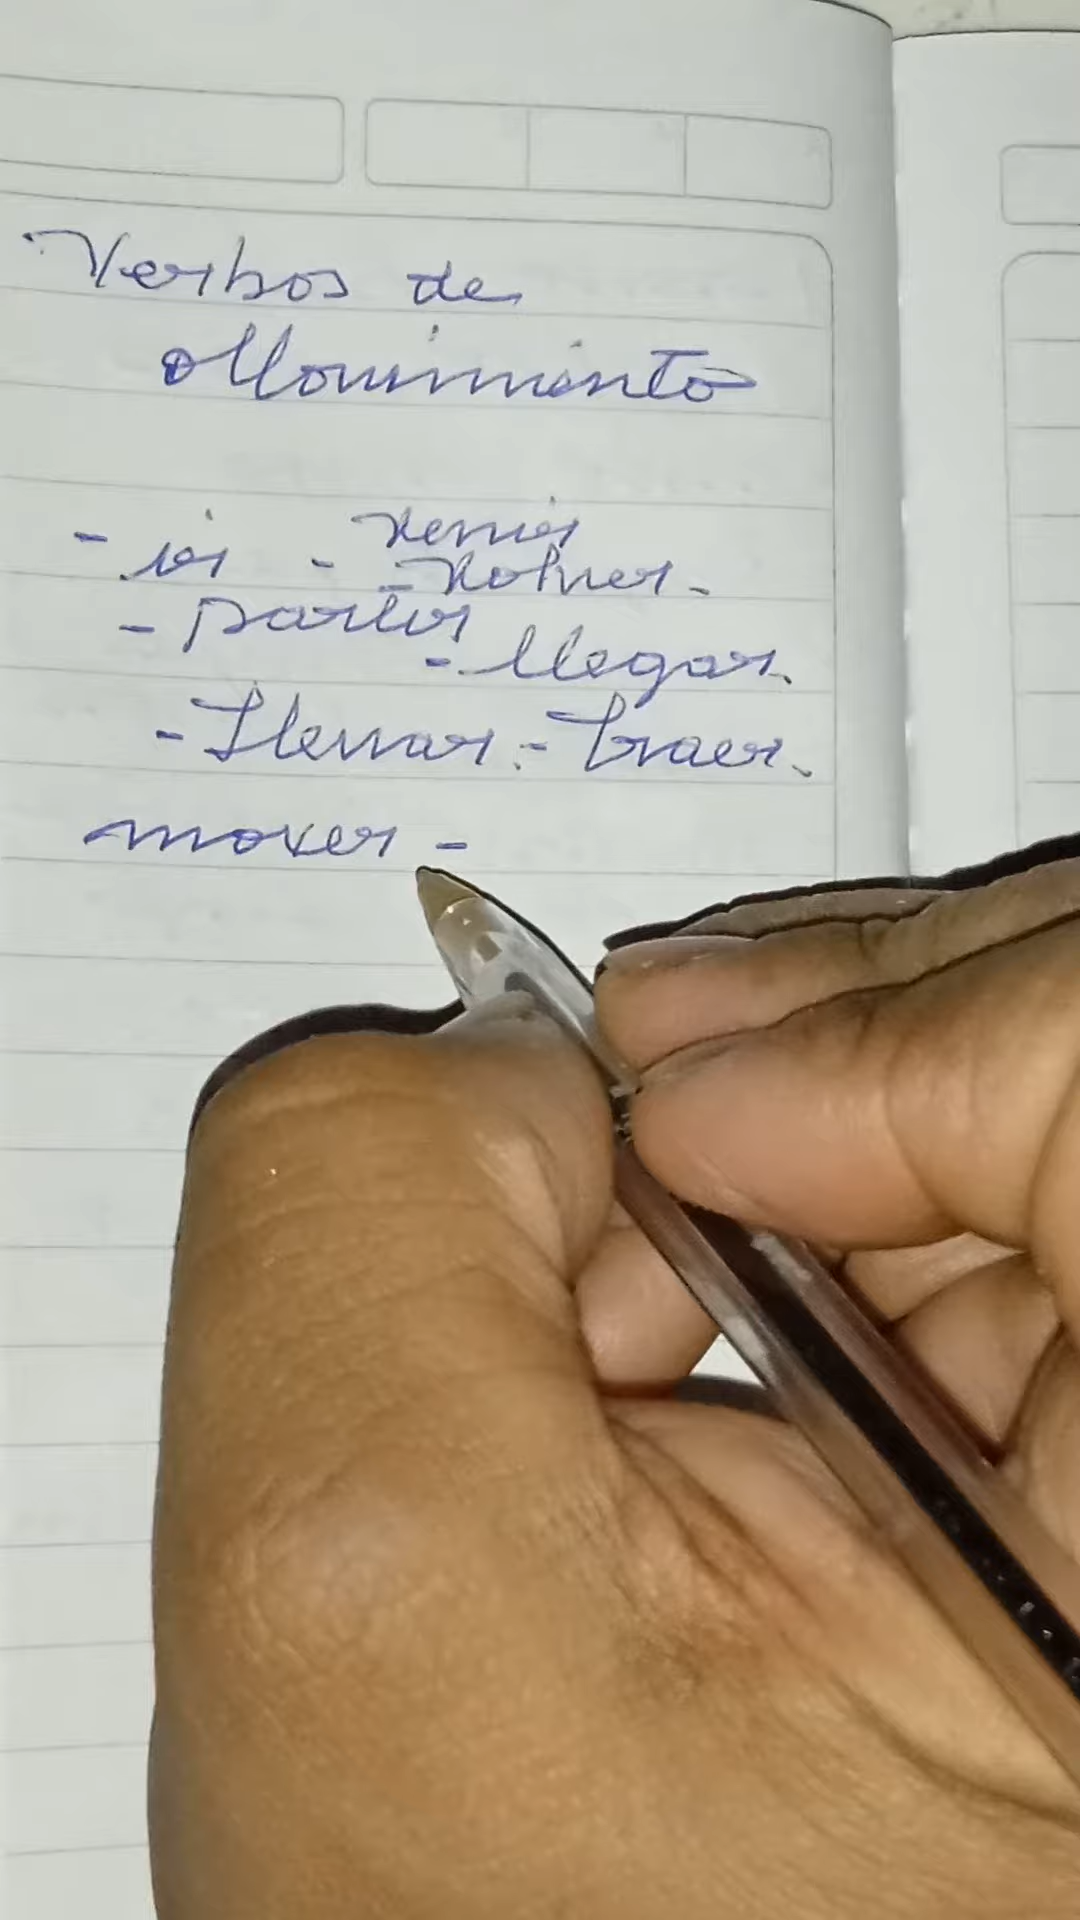 Verbos de
Movimiento
- ir - venir
- Volver -
- partir
- llegar.
- Llevar - traer.
mover -